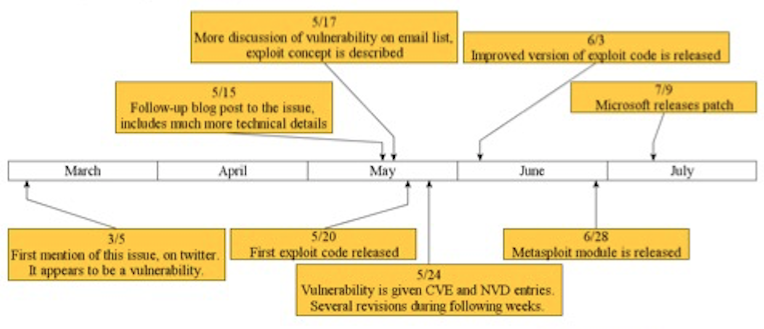 5/17
More discussion of vulnerability on email list,
exploit concept is described
6/3
Improved version of exploit code is released
5/15
Follow-up blog post to the issue,
includes much more technical details
7/9
Microsoft releases patch
March
April
May
June
July
3/5
First mention of this issue, on twitter.
It appears to be a vulnerability.
5/20
First exploit code released
5/24
Vulnerability is given CVE and NVD entries.
Several revisions during following weeks.
6/28
Metasploit module is released